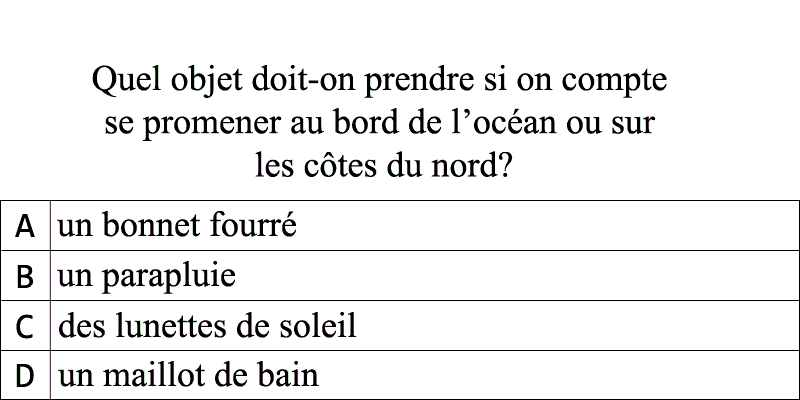 Quel objet doit-on prendre si on compte
se promener au bord de l’océan ou sur
les côtes du nord?
A un bonnet fourré
B un parapluie
C des lunettes de soleil
D un maillot de bain